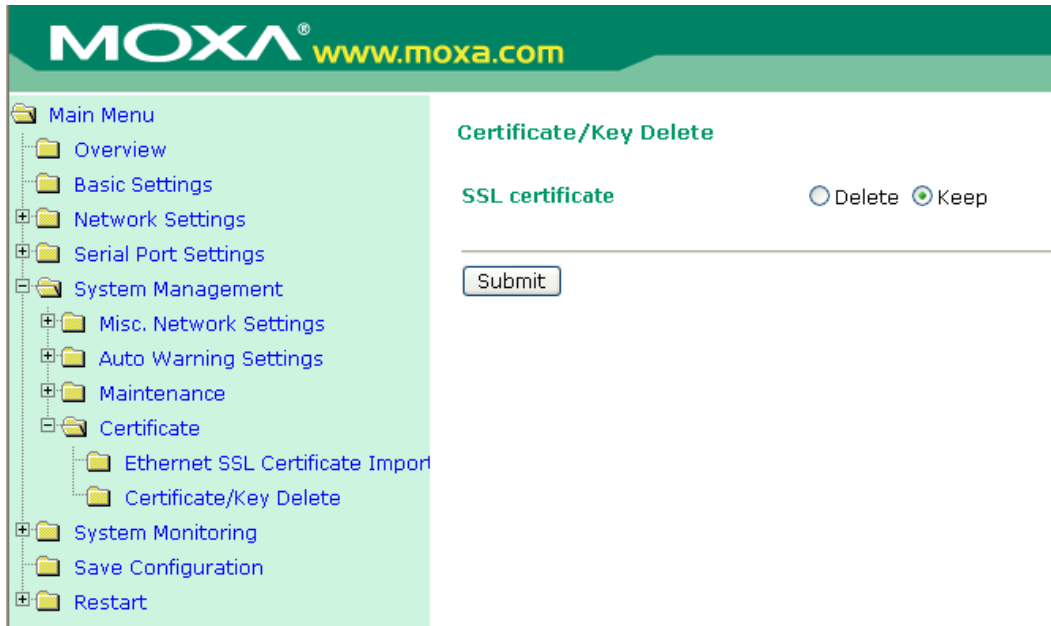 MOXA® www.moxa.com
Main Menu
Overview
Basic Settings
Network Settings
Serial Port Settings
System Management
Misc. Network Settings
Auto Warning Settings
Maintenance
Certificate
Ethernet SSL Certificate Import
Certificate/Key Delete
System Monitoring
Save Configuration
Restart
Certificate/Key Delete
SSL certificate Delete Keep
Submit